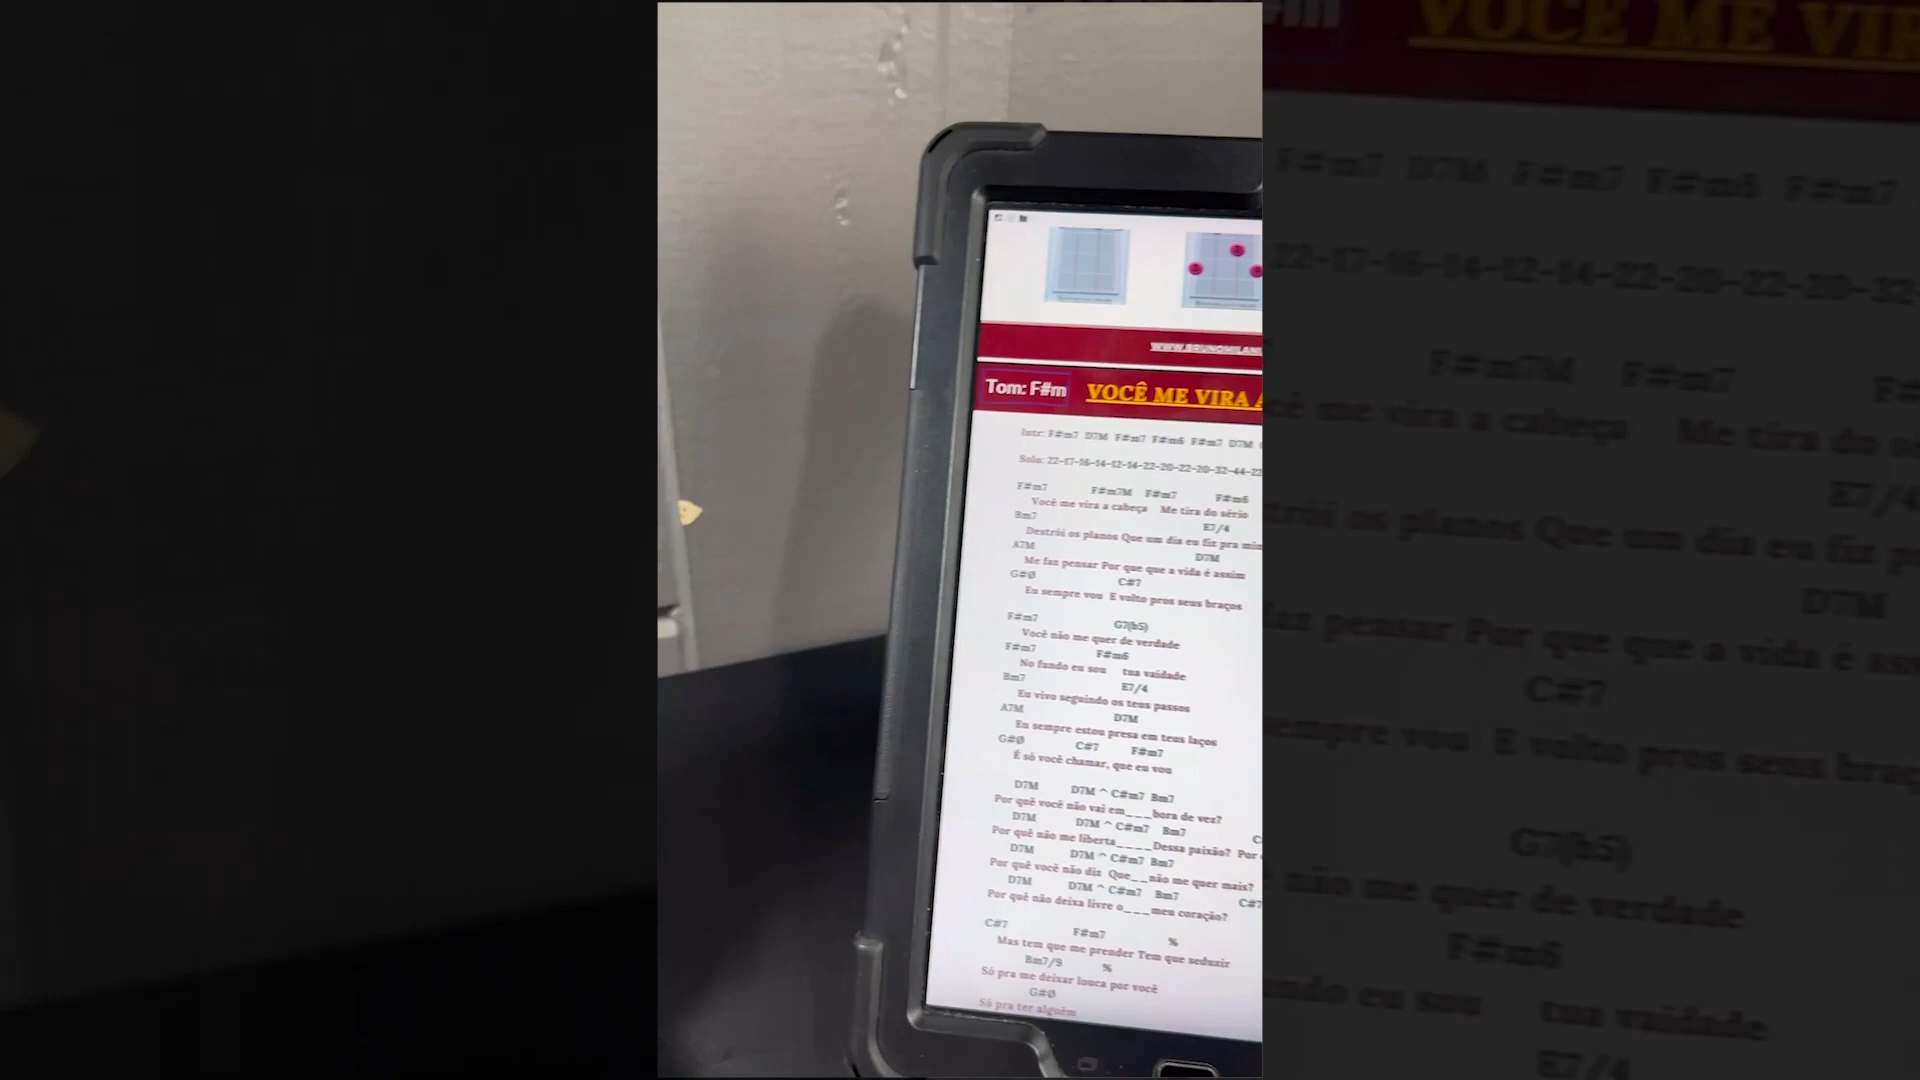 WWW.BRUNOMILANI
Tom: F#m VOCÊ ME VIRA A
Intr: F#m7 D7M F#m7 F#m6 F#m7 D7M
Solo: 22-17-16-14-12-14-22-20-22-20-32-44-22
F#m7 F#m7M F#m7 F#m6
Você me vira a cabeça Me tira do sério
Bm7 E7/4
Destrói os planos Que um dia eu fiz pra mim
A7M D7M
Me faz pensar Por que que a vida é assim
G#Ø C#7
Eu sempre vou E volto pros seus braços
F#m7 G7(b5)
Você não me quer de verdade
F#m7 F#m6
No fundo eu sou tua vaidade
Bm7 E7/4
Eu vivo seguindo os teus passos
A7M D7M
Eu sempre estou presa em teus laços
G#Ø C#7 F#m7
É só você chamar, que eu vou
D7M D7M ^ C#m7 Bm7
Por quê você não vai em___bora de vez?
D7M D7M ^ C#m7 Bm7 C
Por quê não me liberta____Dessa paixão? Por
D7M D7M ^ C#m7 Bm7
Por quê você não diz Que__não me quer mais?
D7M D7M ^ C#m7 Bm7 C#7
Por quê não deixa livre o___meu coração?
C#7 F#m7 %
Mas tem que me prender Tem que seduzir
Bm7/9 %
Só pra me deixar louca por você
G#Ø
Só pra ter alguém